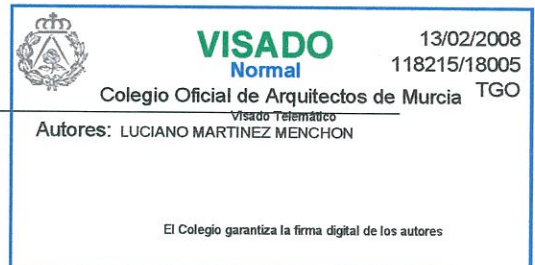 VISADO
13/02/2008
Normal
118215/18005
Colegio Oficial de Arquitectos de Murcia
TGO
Visado Telemático
Autores: LUCIANO MARTINEZ MENCHON
El Colegio garantiza la firma digital de los autores